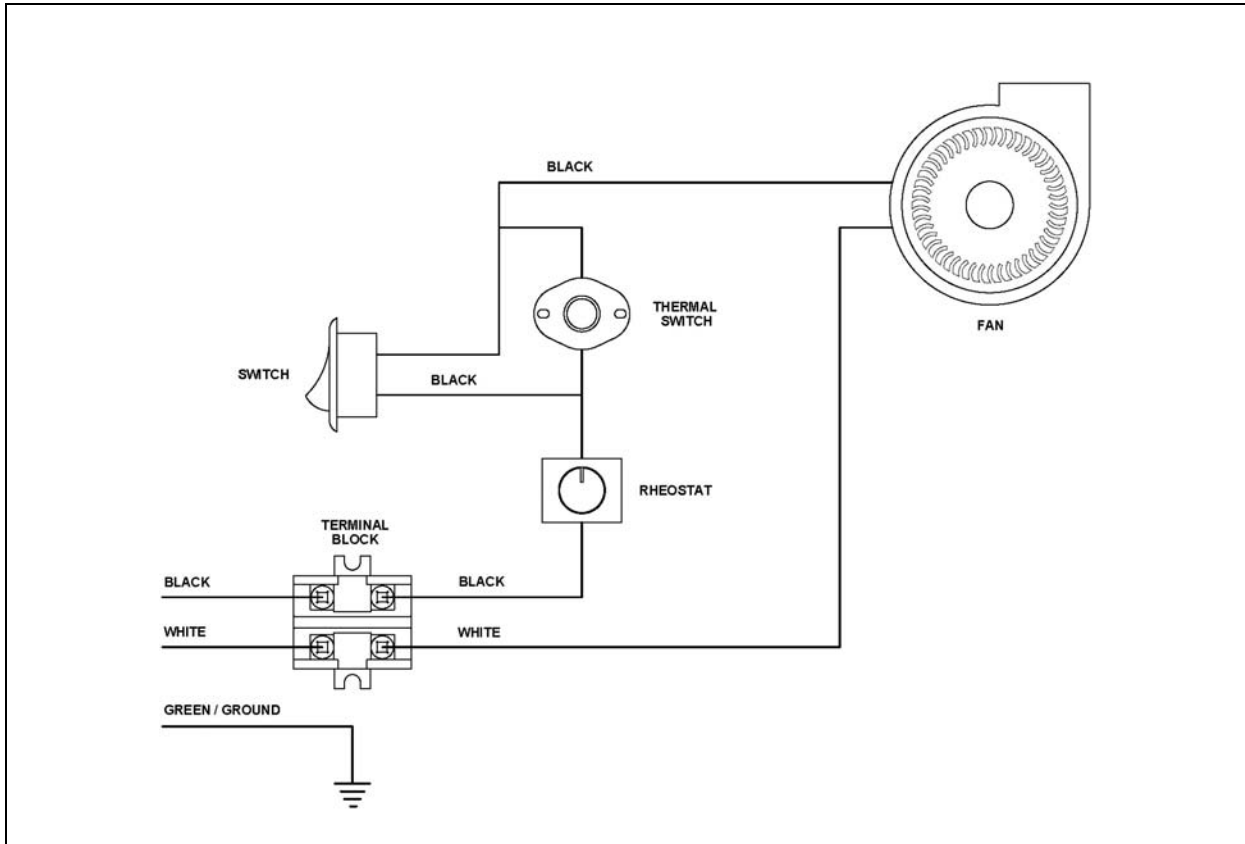 BLACK
THERMAL
SWITCH
FAN
SWITCH
BLACK
RHEOSTAT
TERMINAL
BLOCK
BLACK
BLACK
WHITE
WHITE
GREEN / GROUND